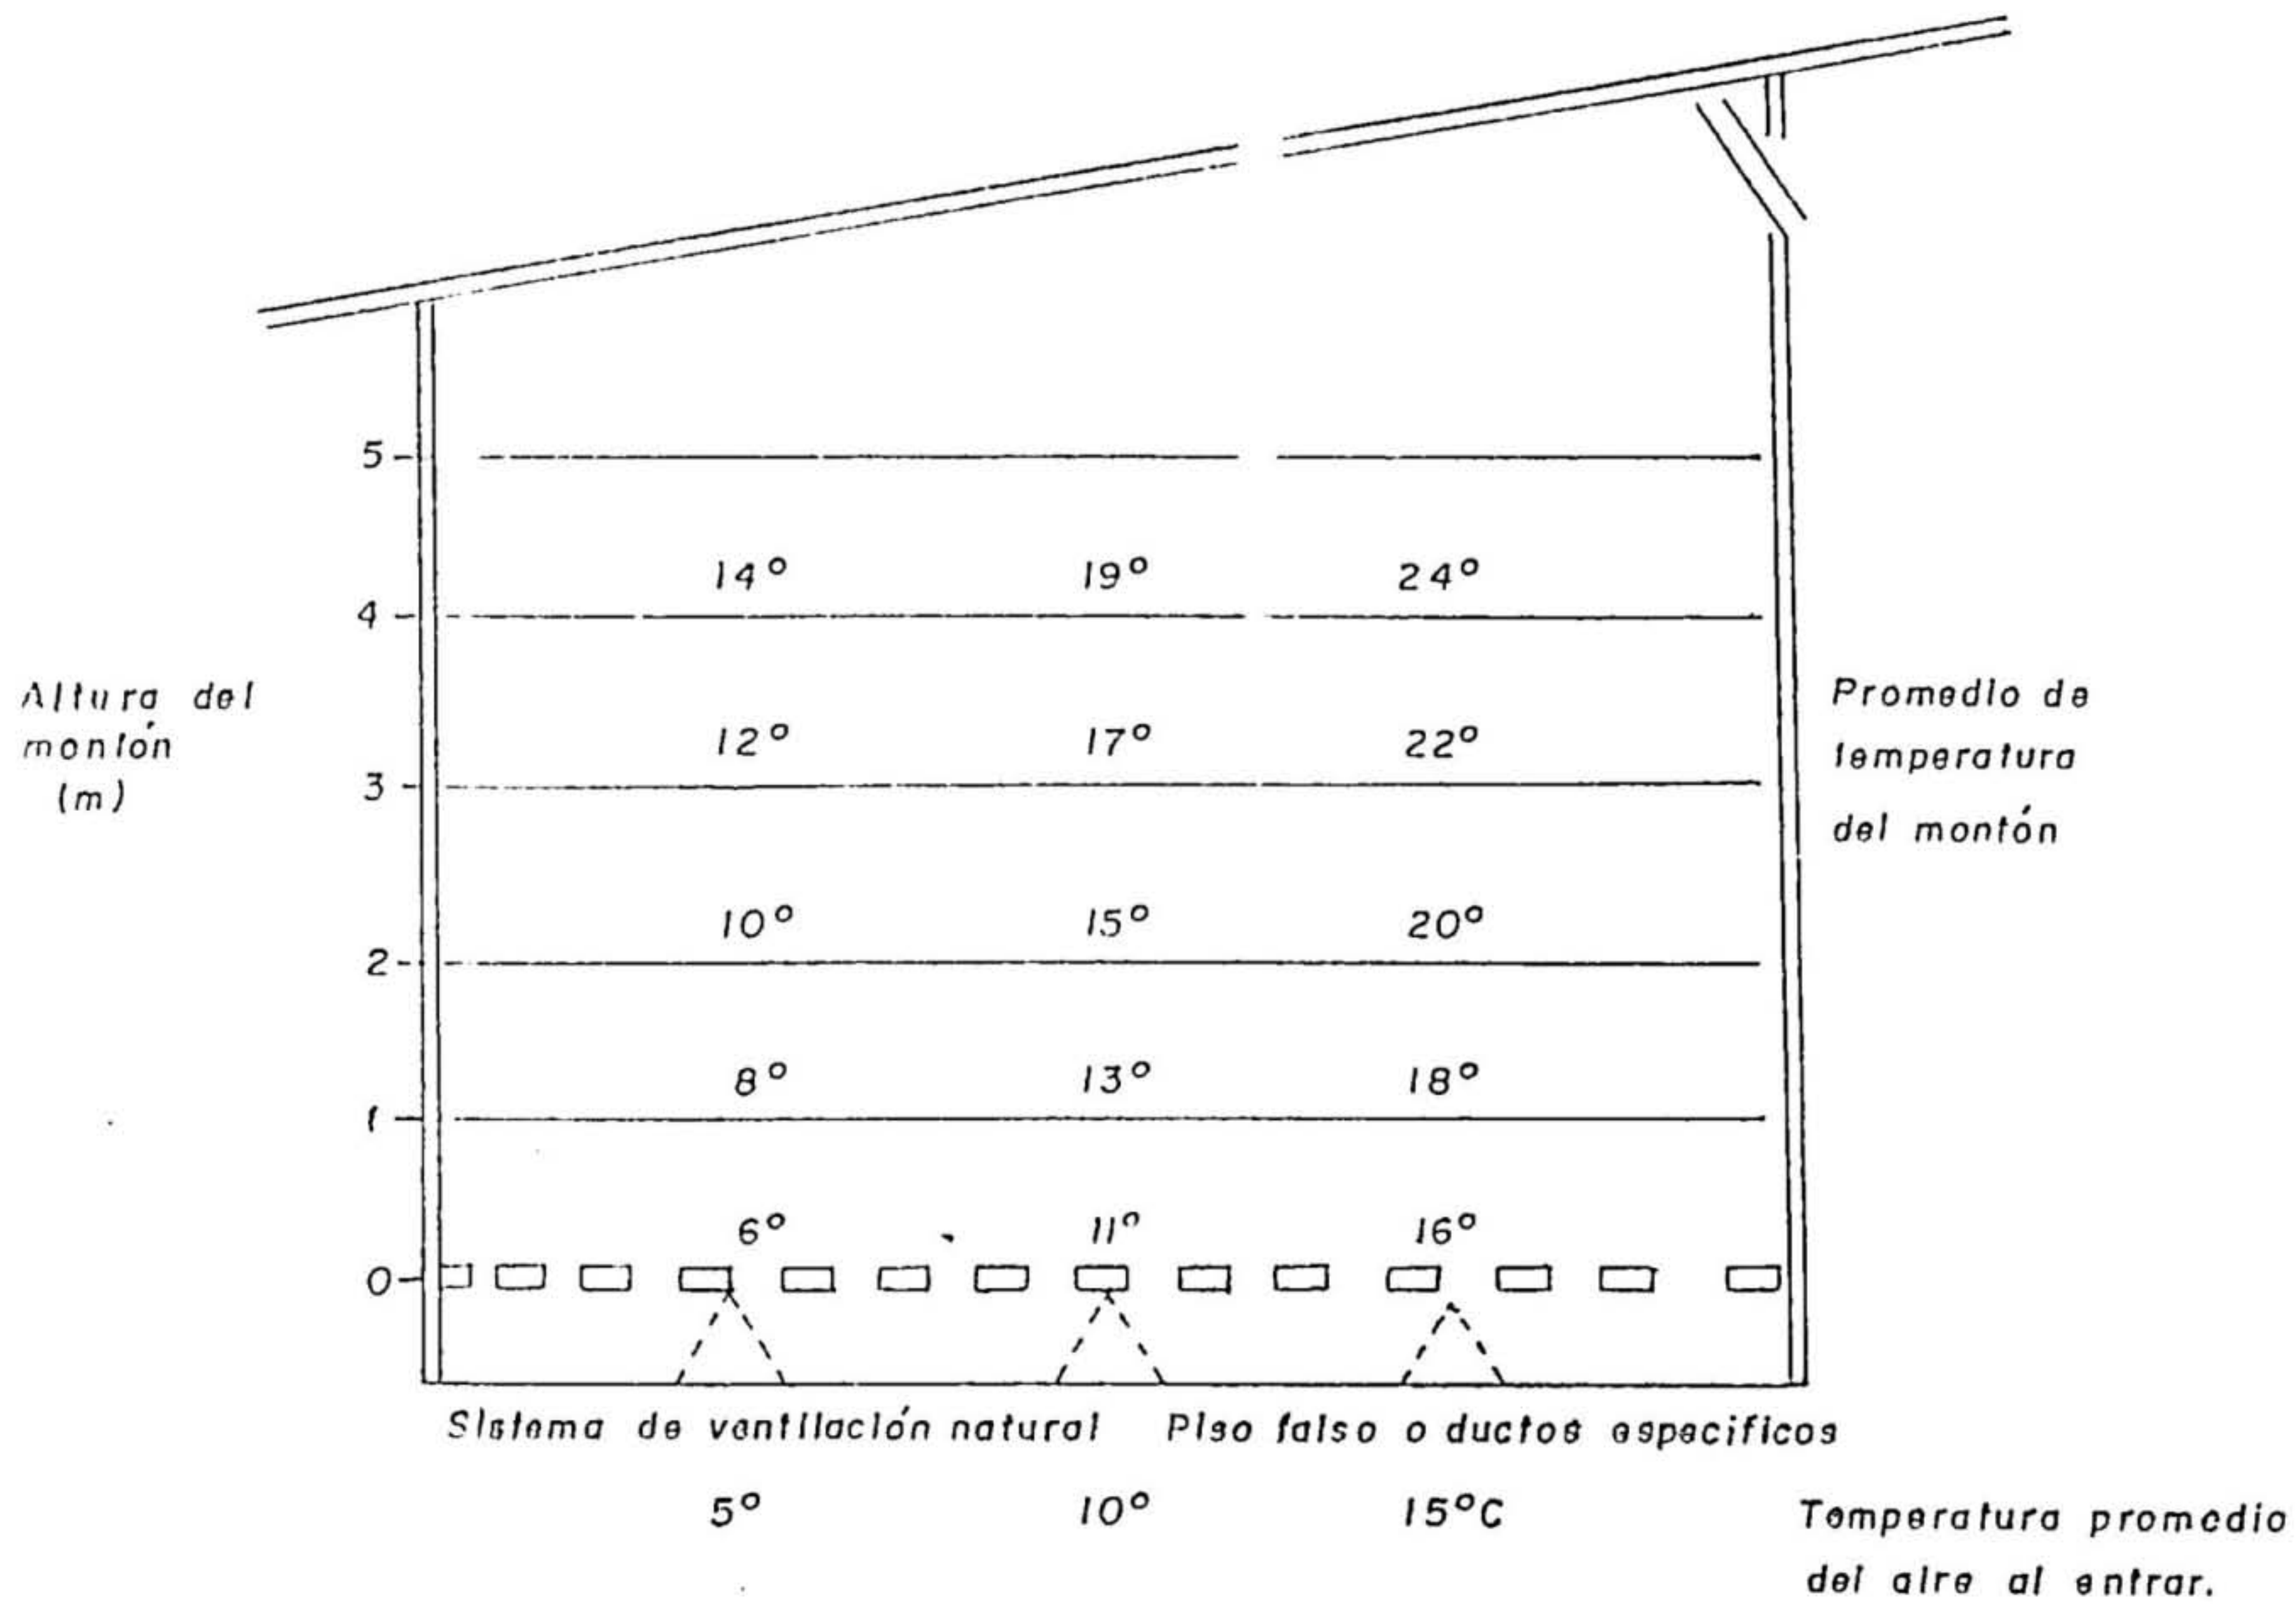 5
14° 19° 24°
4
Altura del
montón
(m)
Promedio de
temperatura
del montón
12° 17° 22°
3
10° 15° 20°
2
8° 13° 18°
1
6° 11° 16°
0
Sistema de ventilación natural Piso falso o ductos especificos
5° 10° 15°C
Temperatura promedio
del aire al entrar.